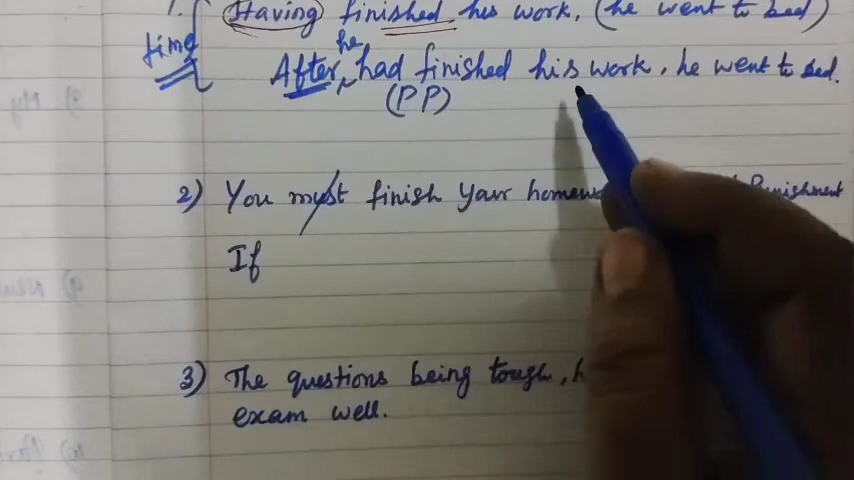 1. Having finished his work, (he went to bed)
time
he
After ^ had finished his work, he went to bed.
(PP)
2) You must finish your homew Punishment
If
3) The questions being tough, h
exam well.